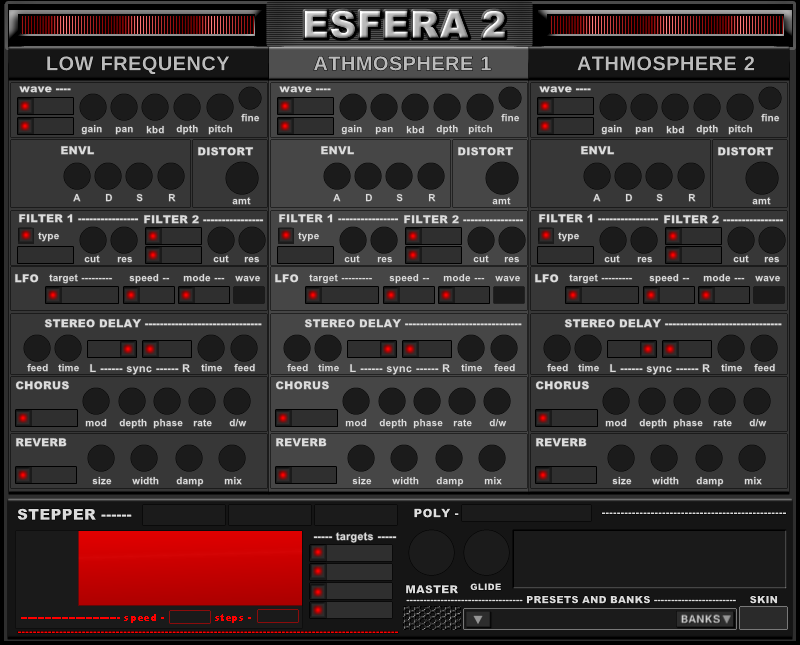 ESFERA 2
LOW FREQUENCY ATHMOSPHERE 1 ATHMOSPHERE 2
wave ---- wave ---- wave ----
fine fine fine
gain pan kbd dpth pitch gain pan kbd dpth pitch gain pan kbd dpth pitch
ENVL DISTORT ENVL DISTORT ENVL DISTORT
A D S R amt A D S R amt A D S R amt
FILTER 1 --------------- FILTER 2 --------------- FILTER 1 --------------- FILTER 2 --------------- FILTER 1 --------------- FILTER 2 ---------------
type type type
cut res cut res cut res cut res cut res cut res
LFO target --------- speed -- mode --- wave LFO target --------- speed -- mode --- wave LFO target --------- speed -- mode --- wave
STEREO DELAY ----------------------------- STEREO DELAY ----------------------------- STEREO DELAY -----------------------------
feed time L ------ sync ------ R time feed feed time L ------ sync ------ R time feed feed time L ------ sync ------ R time feed
CHORUS CHORUS CHORUS
mod depth phase rate d/w mod depth phase rate d/w mod depth phase rate d/w
REVERB REVERB REVERB
size width damp mix size width damp mix size width damp mix
STEPPER ------ POLY - ----------------------------------------------
----- targets -----
MASTER GLIDE
----------------------------- PRESETS AND BANKS -------------------- SKIN
-------------------- speed - steps -
▼ BANKS▼